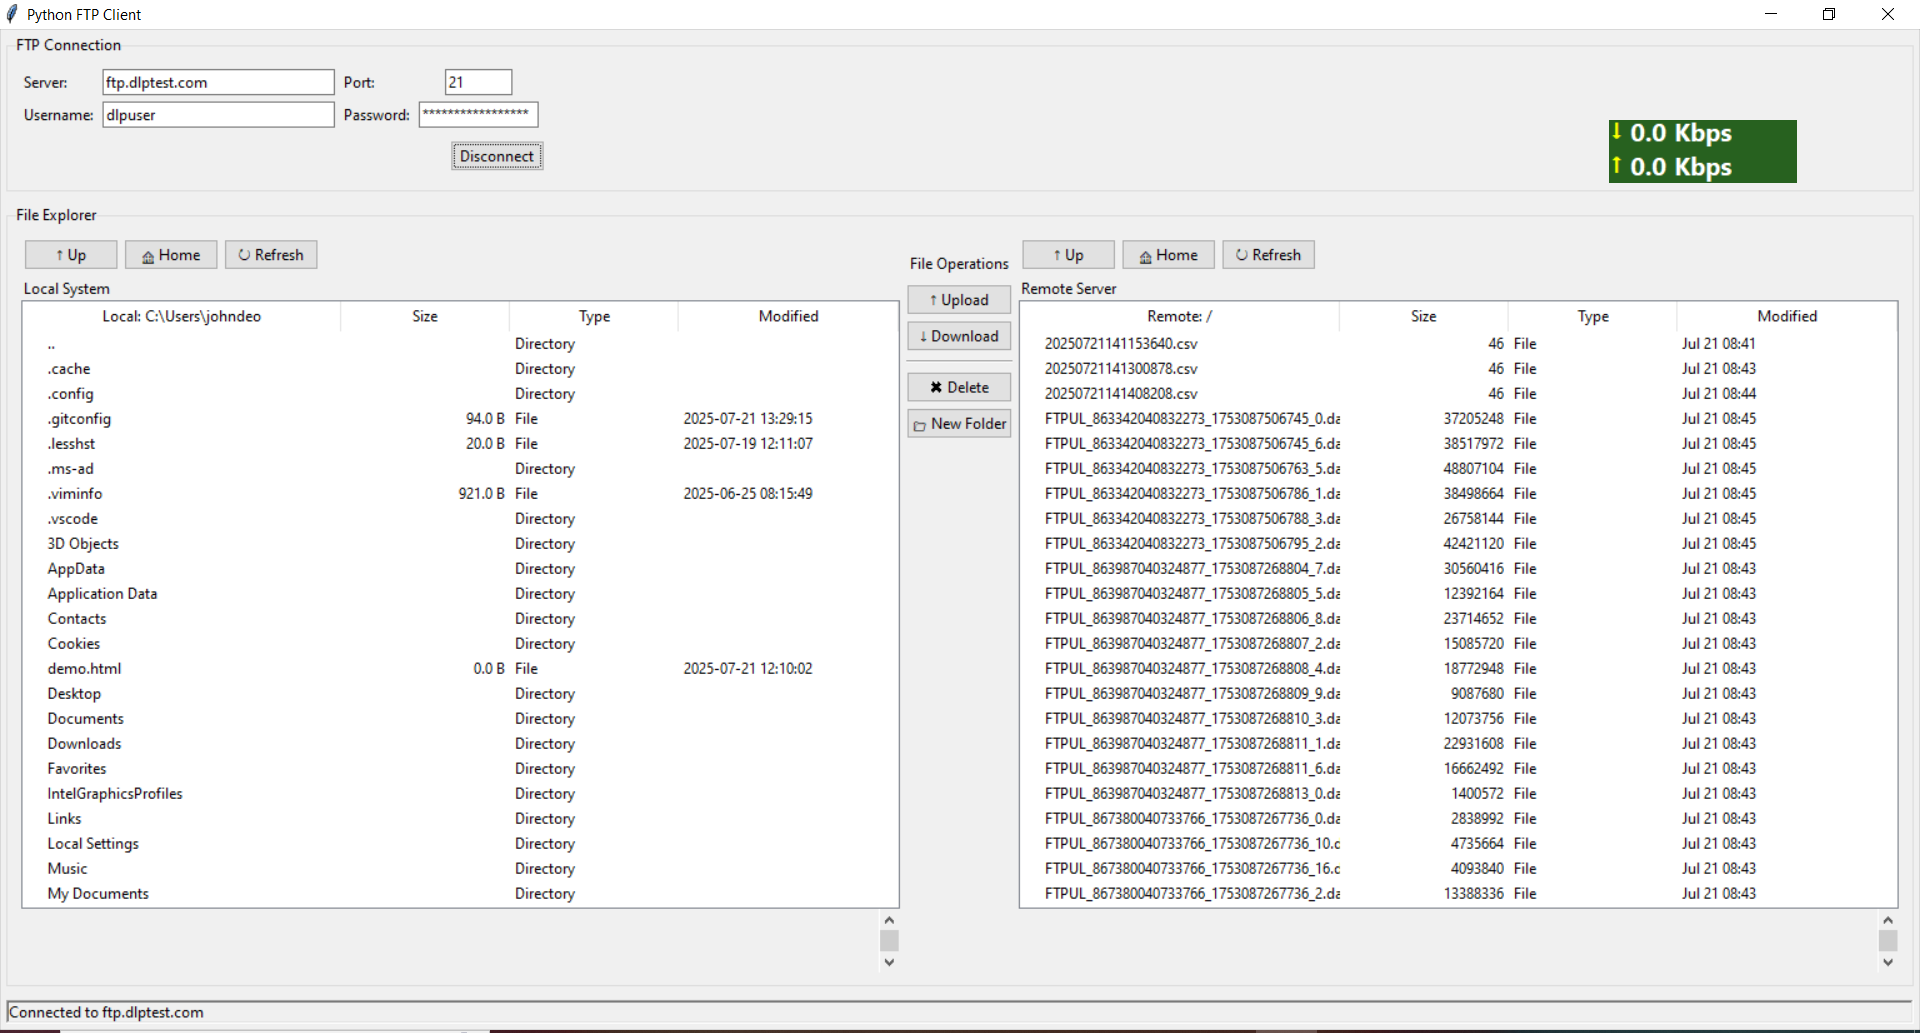 Python FTP Client
FTP Connection
Server: ftp.dlptest.com Port: 21
Username: dlpuser Password: *****************
Disconnect
↓ 0.0 Kbps
↑ 0.0 Kbps
File Explorer
↑ Up Home Refresh
Local System
Local: C:\Users\johndeo Size Type Modified
.. Directory
.cache Directory
.config Directory
.gitconfig 94.0 B File 2025-07-21 13:29:15
.lesshst 20.0 B File 2025-07-19 12:11:07
.ms-ad Directory
.viminfo 921.0 B File 2025-06-25 08:15:49
.vscode Directory
3D Objects Directory
AppData Directory
Application Data Directory
Contacts Directory
Cookies Directory
demo.html 0.0 B File 2025-07-21 12:10:02
Desktop Directory
Documents Directory
Downloads Directory
Favorites Directory
IntelGraphicsProfiles Directory
Links Directory
Local Settings Directory
Music Directory
My Documents Directory
File Operations
↑ Upload
↓ Download
✖ Delete
New Folder
↑ Up Home Refresh
Remote Server
Remote: / Size Type Modified
20250721141153640.csv 46 File Jul 21 08:41
20250721141300878.csv 46 File Jul 21 08:43
20250721141408208.csv 46 File Jul 21 08:44
FTPUL_863342040832273_1753087506745_0.da 37205248 File Jul 21 08:45
FTPUL_863342040832273_1753087506745_6.da 38517972 File Jul 21 08:45
FTPUL_863342040832273_1753087506763_5.da 48807104 File Jul 21 08:45
FTPUL_863342040832273_1753087506786_1.da 38498664 File Jul 21 08:45
FTPUL_863342040832273_1753087506788_3.da 26758144 File Jul 21 08:45
FTPUL_863342040832273_1753087506795_2.da 42421120 File Jul 21 08:45
FTPUL_863987040324877_1753087268804_7.da 30560416 File Jul 21 08:43
FTPUL_863987040324877_1753087268805_5.da 12392164 File Jul 21 08:43
FTPUL_863987040324877_1753087268806_8.da 23714652 File Jul 21 08:43
FTPUL_863987040324877_1753087268807_2.da 15085720 File Jul 21 08:43
FTPUL_863987040324877_1753087268808_4.da 18772948 File Jul 21 08:43
FTPUL_863987040324877_1753087268809_9.da 9087680 File Jul 21 08:43
FTPUL_863987040324877_1753087268810_3.da 12073756 File Jul 21 08:43
FTPUL_863987040324877_1753087268811_1.da 22931608 File Jul 21 08:43
FTPUL_863987040324877_1753087268811_6.da 16662492 File Jul 21 08:43
FTPUL_863987040324877_1753087268813_0.da 1400572 File Jul 21 08:43
FTPUL_867380040733766_1753087267736_0.da 2838992 File Jul 21 08:43
FTPUL_867380040733766_1753087267736_10.d 4735664 File Jul 21 08:43
FTPUL_867380040733766_1753087267736_16.d 4093840 File Jul 21 08:43
FTPUL_867380040733766_1753087267736_2.da 13388336 File Jul 21 08:43
Connected to ftp.dlptest.com